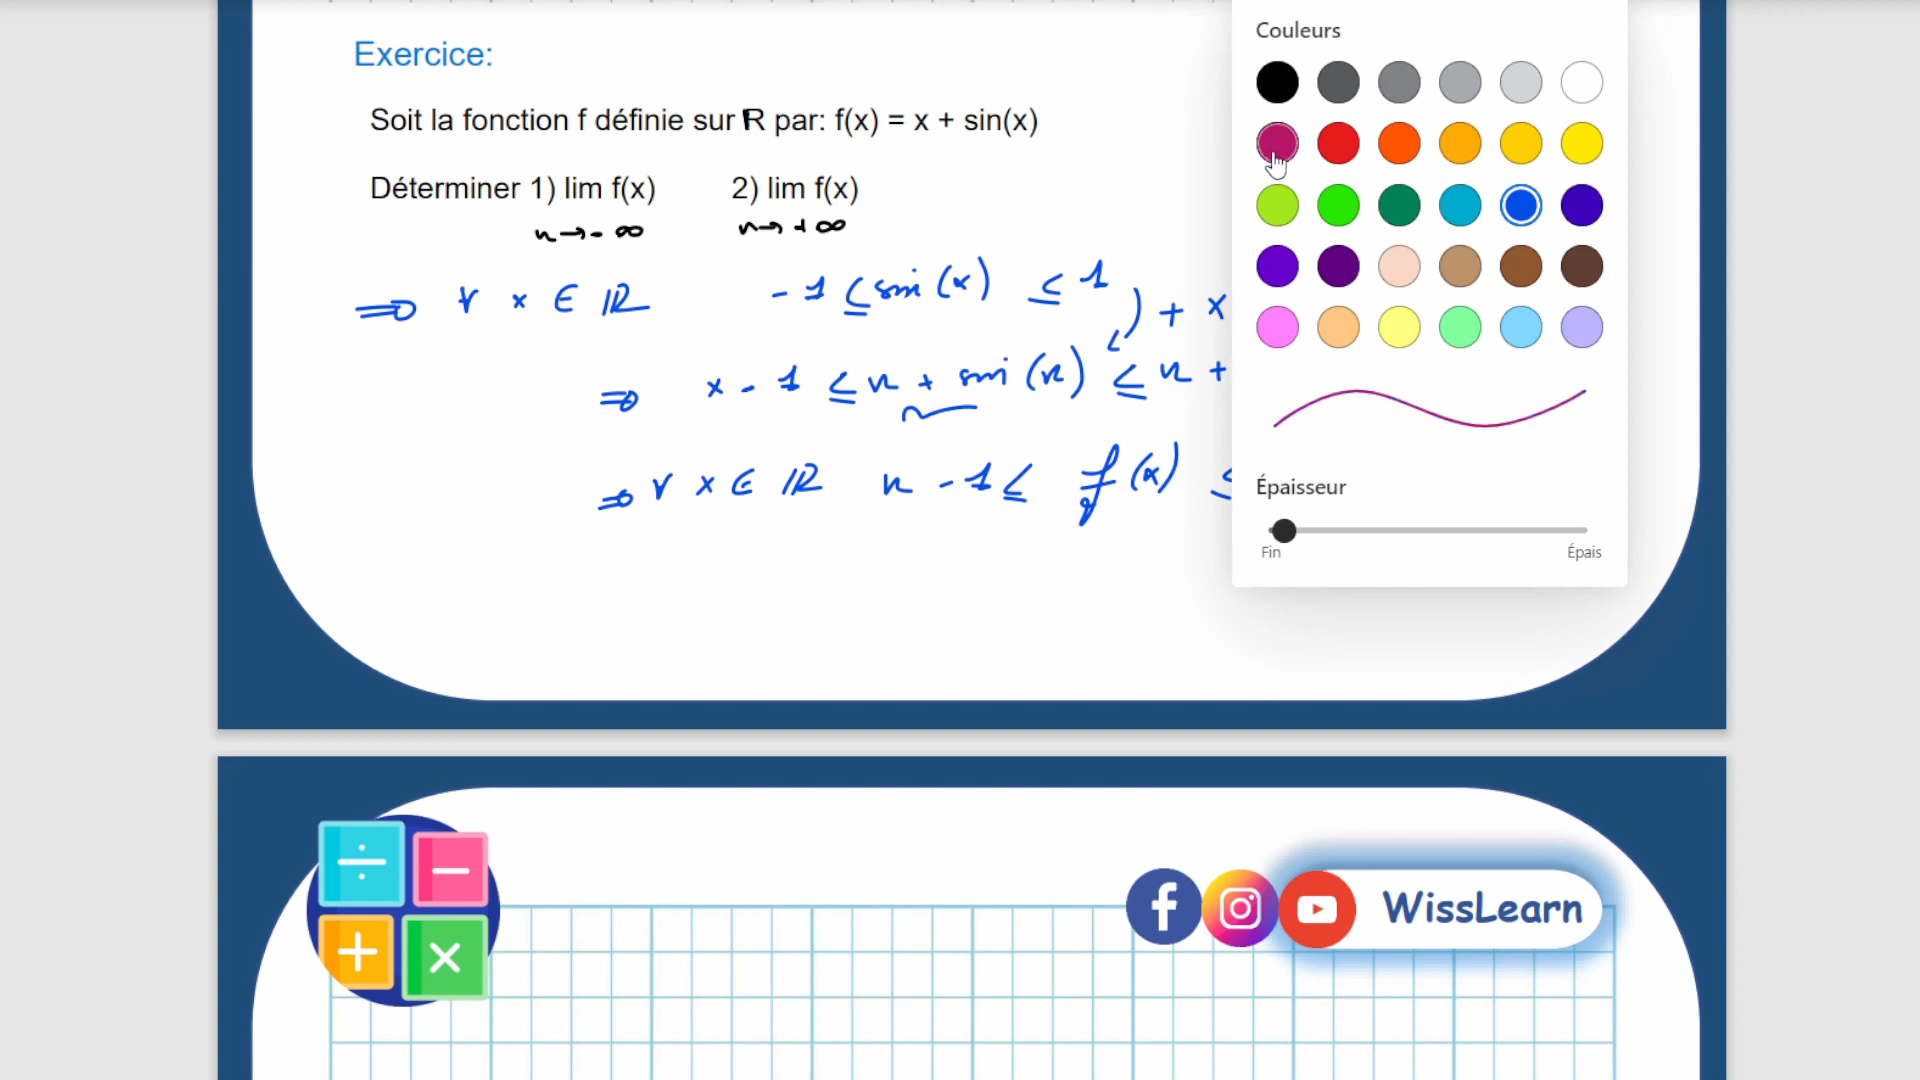 Exercice:
Soit la fonction f définie sur R par: f(x) = x + sin(x)
Déterminer 1) lim f(x) 2) lim f(x)
x → - ∞ x → + ∞
⇒ ∀ x ∈ ℝ - 1 ≤ sin (x) ≤ 1
) + x
⇒ x - 1 ≤ x + sin (x) ≤ x +
⇒ ∀ x ∈ ℝ x - 1 ≤ f (x) ≤
Couleurs
Épaisseur
Fin Épais
÷ −
+ ×
f WissLearn